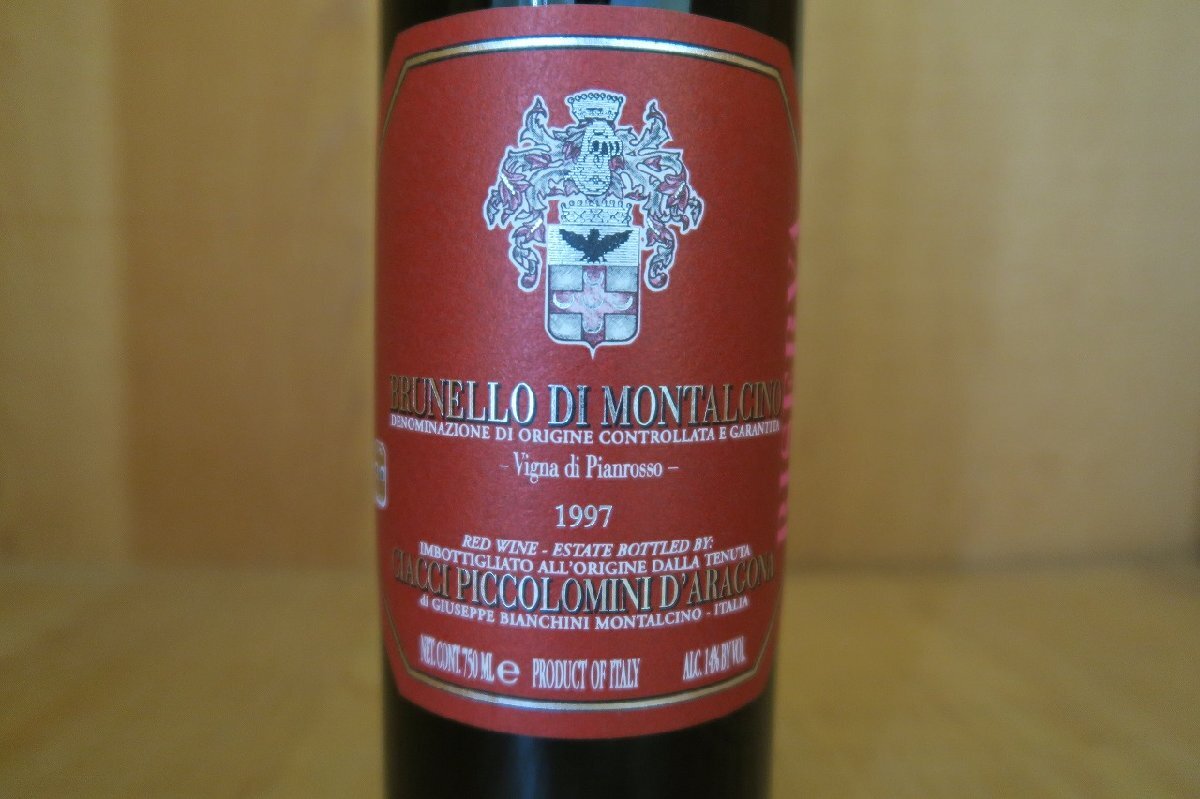 BRUNELLO DI MONTALCINO
DENOMINAZIONE DI ORIGINE CONTROLLATA E GARANTITA
- Vigna di Pianrosso -
1997
RED WINE - ESTATE BOTTLED BY:
IMBOTTIGLIATO ALL'ORIGINE DALLA TENUTA
CIACCI PICCOLOMINI D'ARAGONA
di GIUSEPPE BIANCHINI MONTALCINO - ITALIA
NET. CONT. 750 ML e PRODUCT OF ITALY ALC. 14% BY VOL.